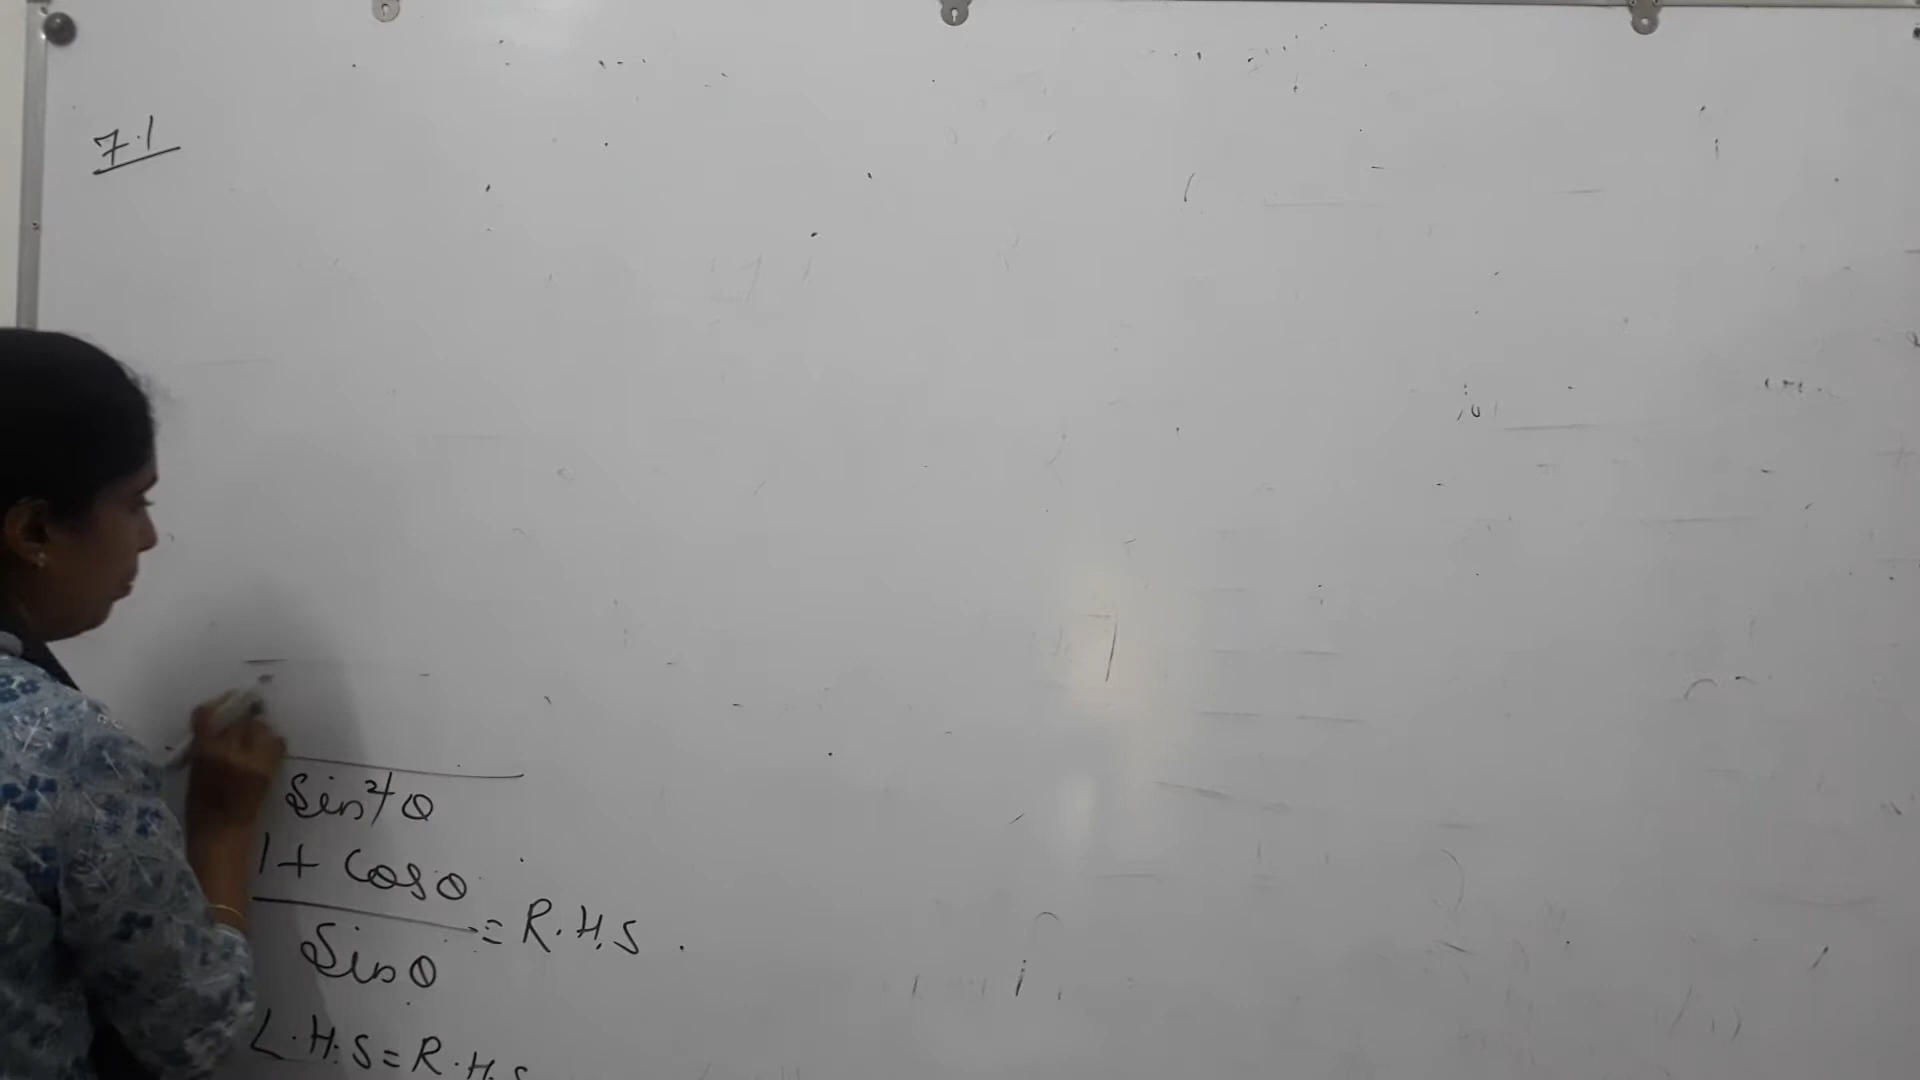 7.1
Sin²θ
1 + Cosθ
= R.H.S.
Sinθ
L.H.S = R.H.S